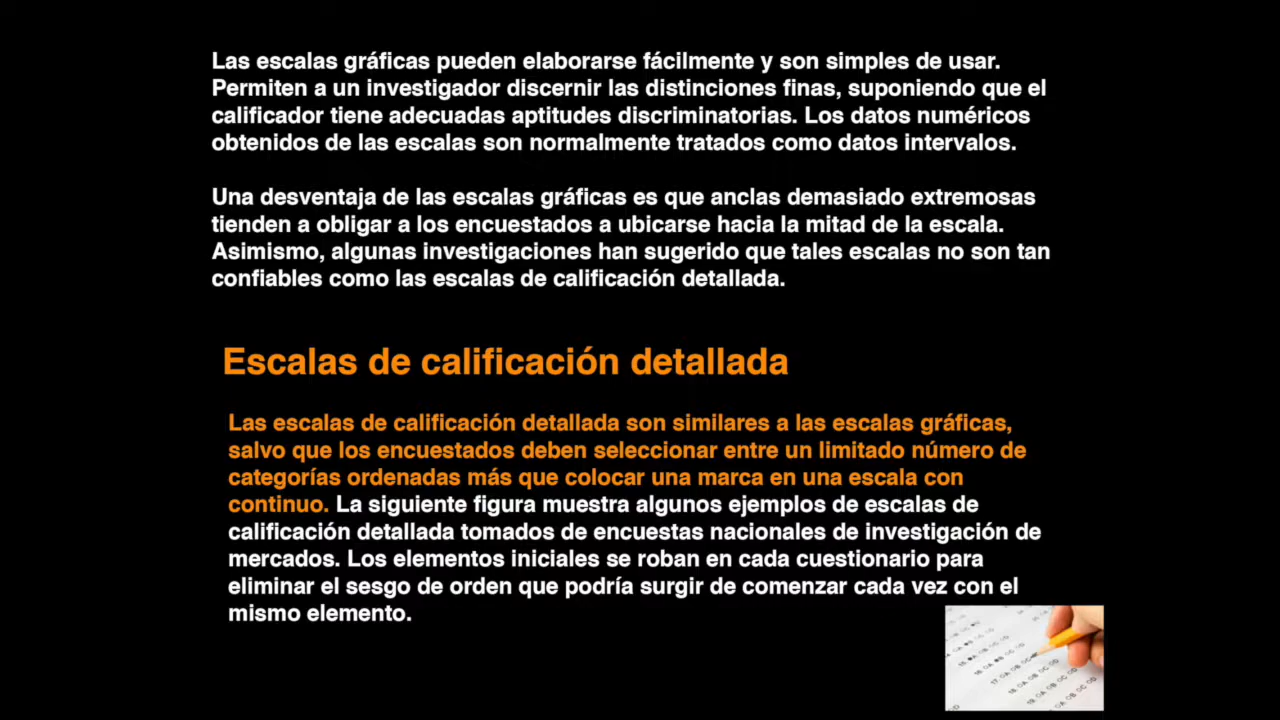 Las escalas gráficas pueden elaborarse fácilmente y son simples de usar.
Permiten a un investigador discernir las distinciones finas, suponiendo que el
calificador tiene adecuadas aptitudes discriminatorias. Los datos numéricos
obtenidos de las escalas son normalmente tratados como datos intervalos.
Una desventaja de las escalas gráficas es que anclas demasiado extremosas
tienden a obligar a los encuestados a ubicarse hacia la mitad de la escala.
Asimismo, algunas investigaciones han sugerido que tales escalas no son tan
confiables como las escalas de calificación detallada.
Escalas de calificación detallada
Las escalas de calificación detallada son similares a las escalas gráficas,
salvo que los encuestados deben seleccionar entre un limitado número de
categorías ordenadas más que colocar una marca en una escala con
continuo. La siguiente figura muestra algunos ejemplos de escalas de
calificación detallada tomados de encuestas nacionales de investigación de
mercados. Los elementos iniciales se roban en cada cuestionario para
eliminar el sesgo de orden que podría surgir de comenzar cada vez con el
mismo elemento.